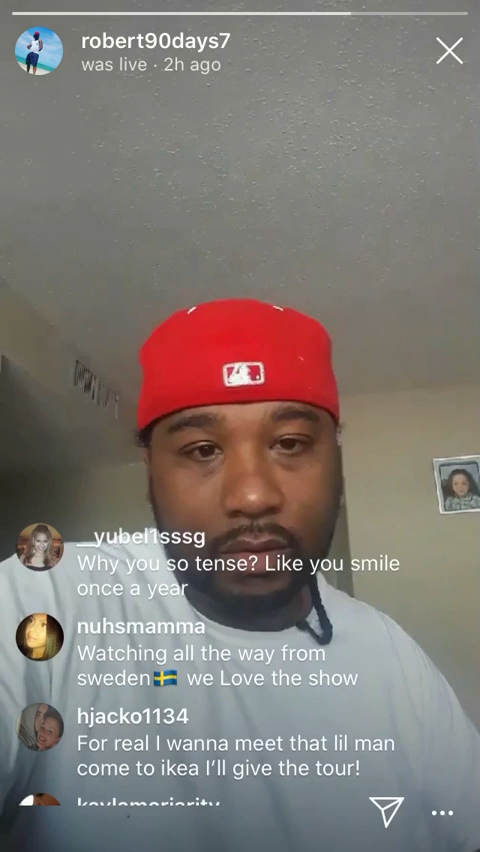 robert90days7
was live · 2h ago
__yubel1sssg
Why you so tense? Like you smile
once a year
nuhsmamma
Watching all the way from
sweden🇸🇪 we Love the show
hjacko1134
For real I wanna meet that lil man
come to ikea I'll give the tour!